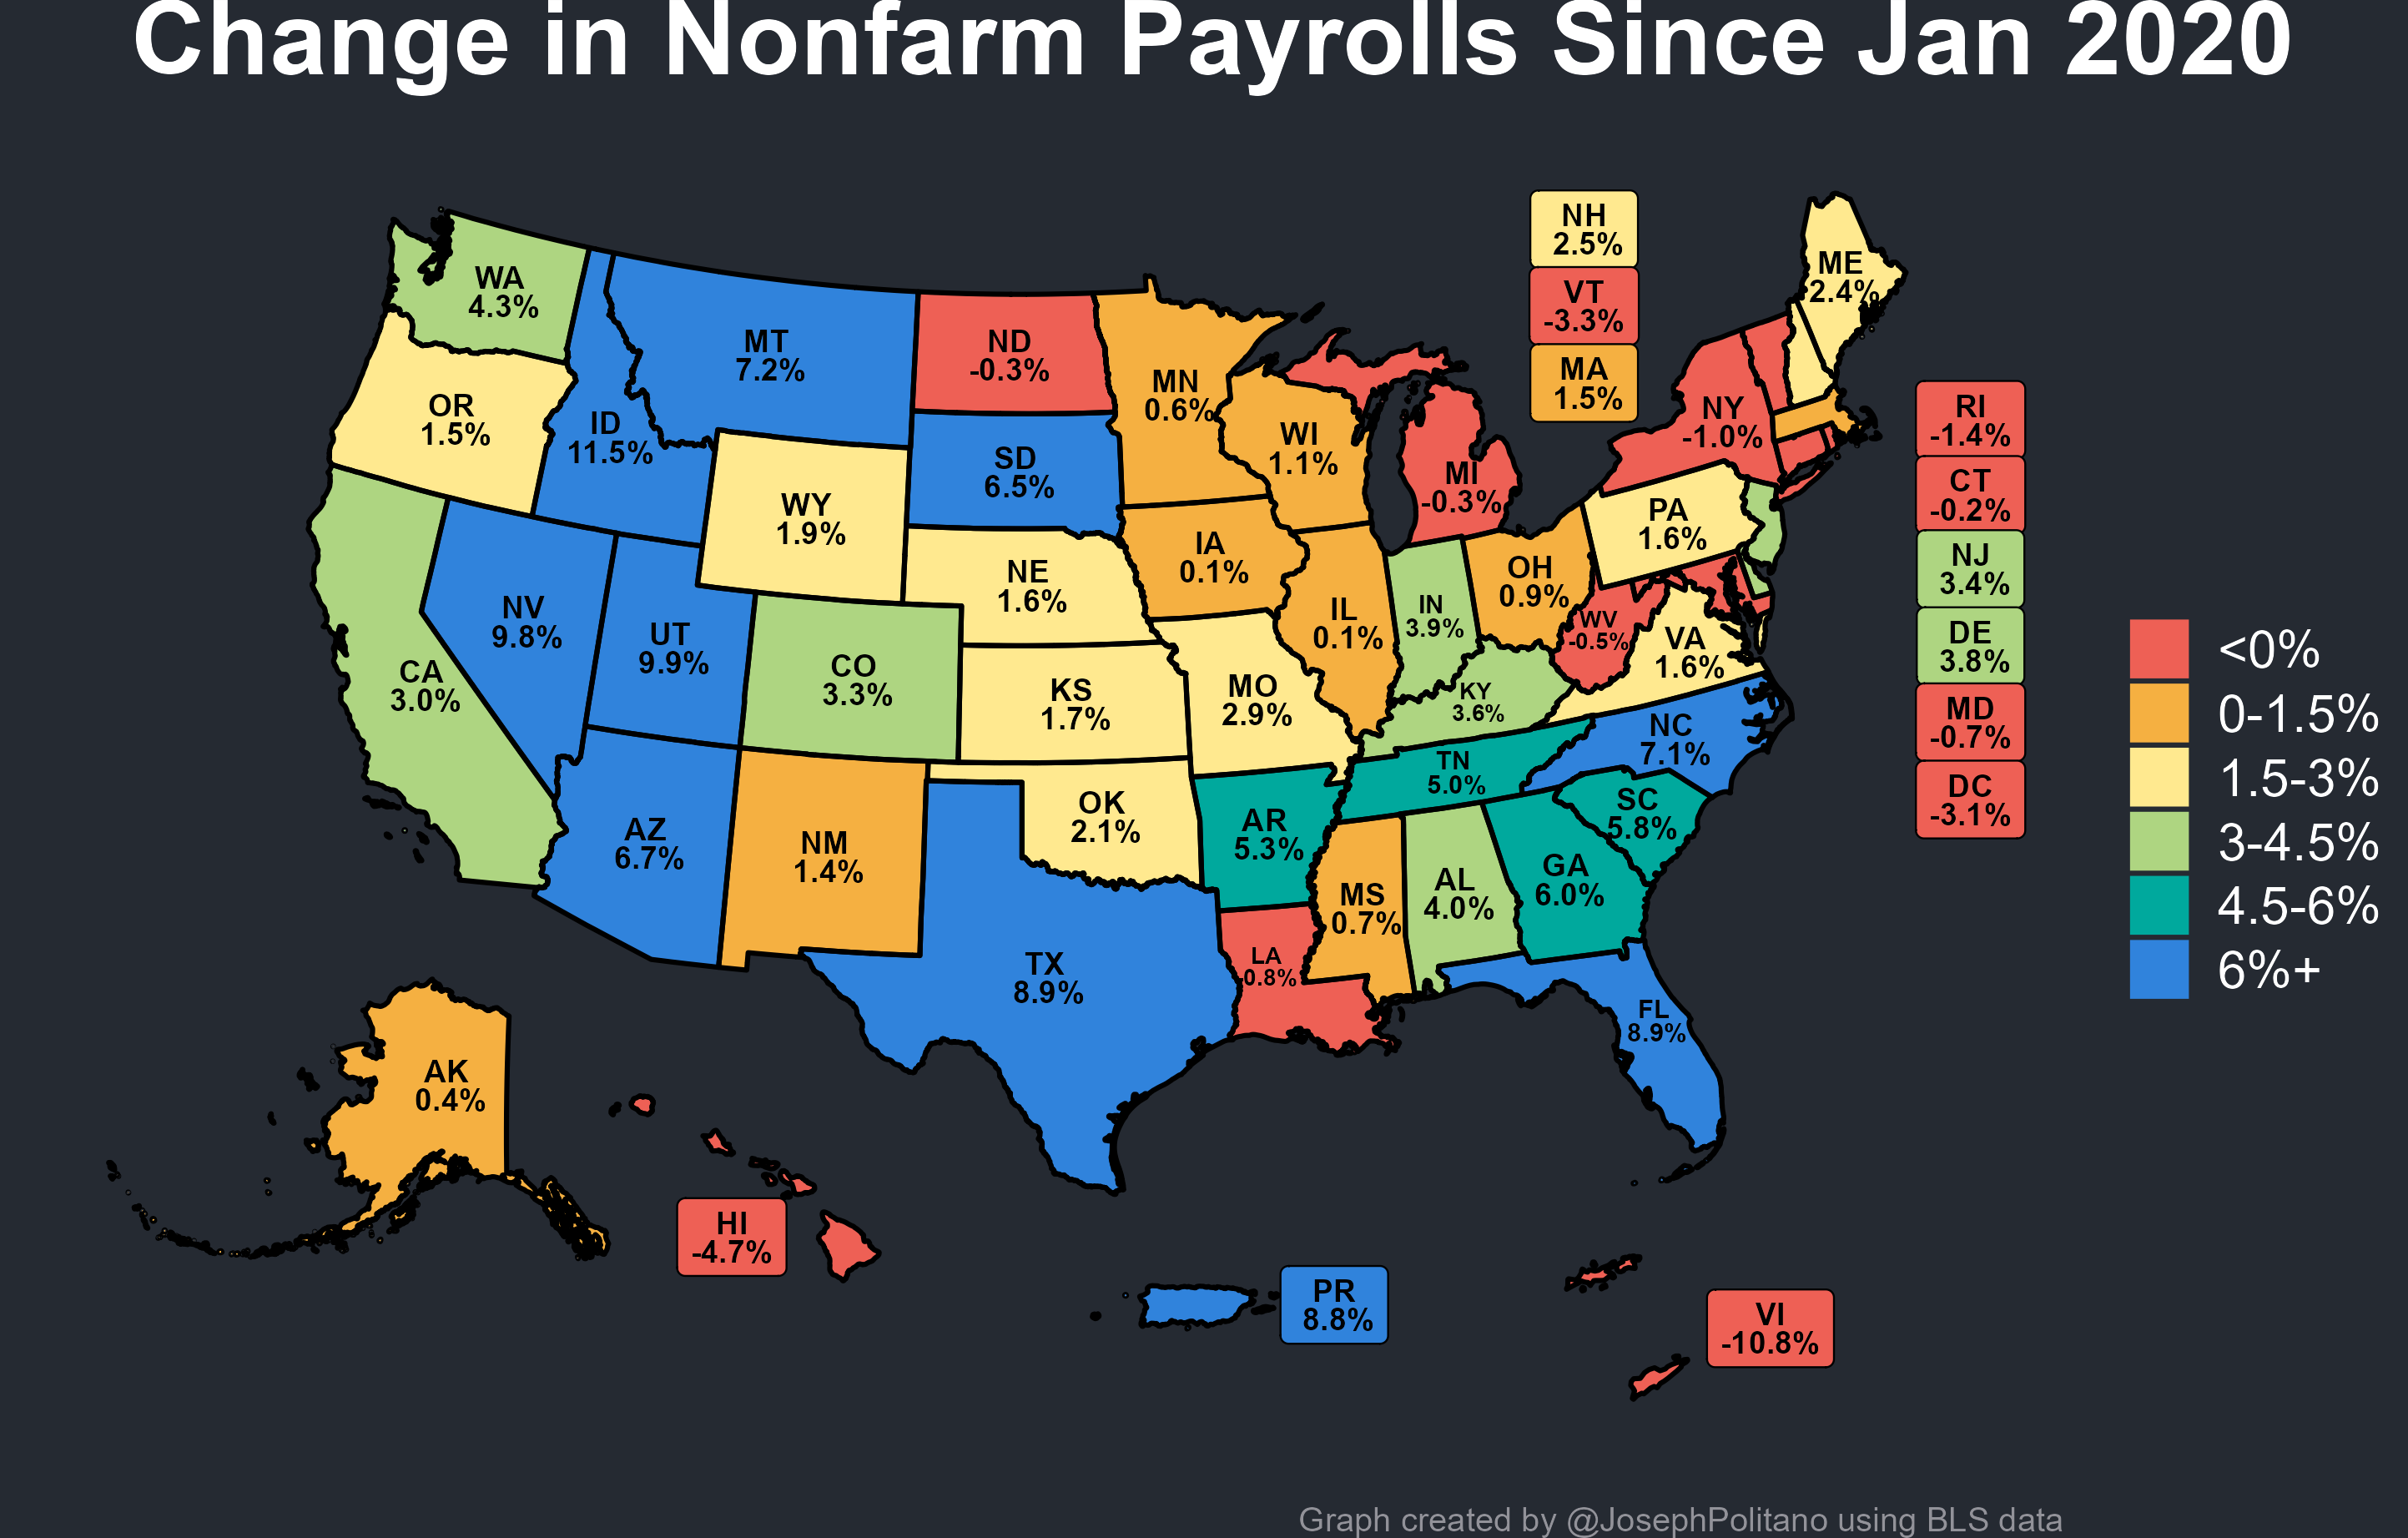 Change in Nonfarm Payrolls Since Jan 2020
NH
2.5%
VT
-3.3%
MA
1.5%
ME
2.4%
WA
4.3%
MT
7.2%
ND
-0.3%
MN
0.6%
OR
1.5%
ID
11.5%
SD
6.5%
WI
1.1%
MI
-0.3%
NY
-1.0%
RI
-1.4%
CT
-0.2%
NJ
3.4%
DE
3.8%
MD
-0.7%
DC
-3.1%
WY
1.9%
NE
1.6%
IA
0.1%
PA
1.6%
NV
9.8%
UT
9.9%
CO
3.3%
KS
1.7%
MO
2.9%
IL
0.1%
IN
3.9%
OH
0.9%
WV
-0.5%
VA
1.6%
CA
3.0%
KY
3.6%
NC
7.1%
TN
5.0%
AZ
6.7%
NM
1.4%
OK
2.1%
AR
5.3%
SC
5.8%
MS
0.7%
AL
4.0%
GA
6.0%
TX
8.9%
LA
-0.8%
FL
8.9%
AK
0.4%
HI
-4.7%
PR
8.8%
VI
-10.8%
<0%
0-1.5%
1.5-3%
3-4.5%
4.5-6%
6%+
Graph created by @JosephPolitano using BLS data